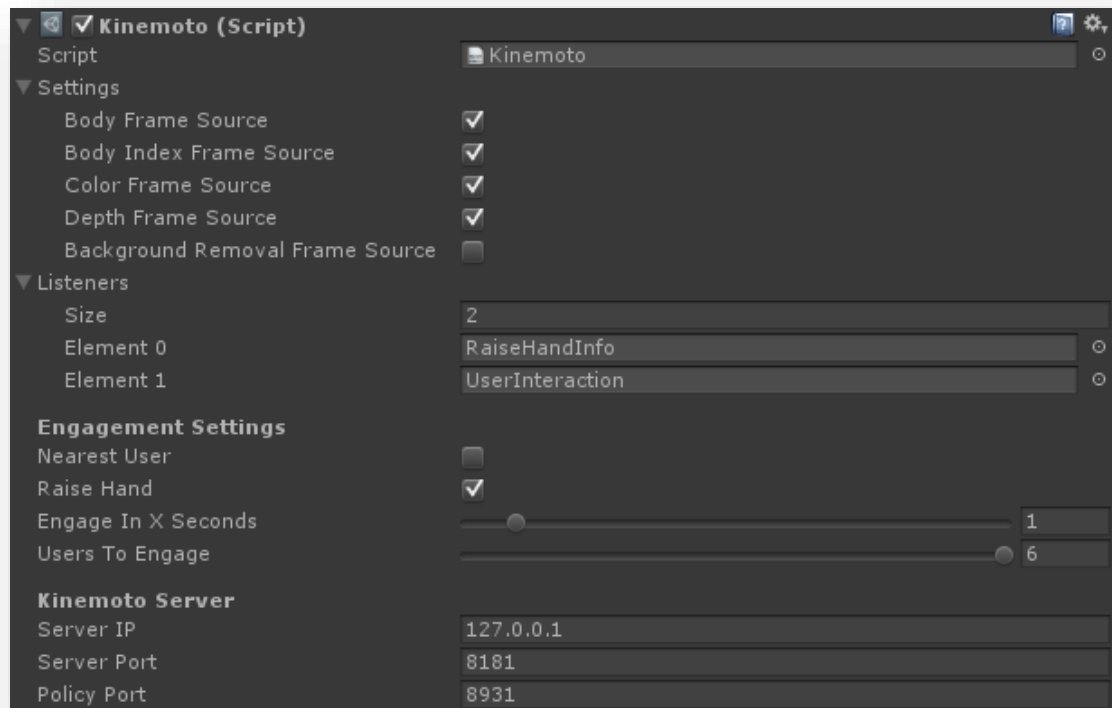 Kinemoto (Script)
Script Kinemoto
Settings
Body Frame Source
Body Index Frame Source
Color Frame Source
Depth Frame Source
Background Removal Frame Source
Listeners
Size 2
Element 0 RaiseHandInfo
Element 1 UserInteraction
Engagement Settings
Nearest User
Raise Hand
Engage In X Seconds 1
Users To Engage 6
Kinemoto Server
Server IP 127.0.0.1
Server Port 8181
Policy Port 8931